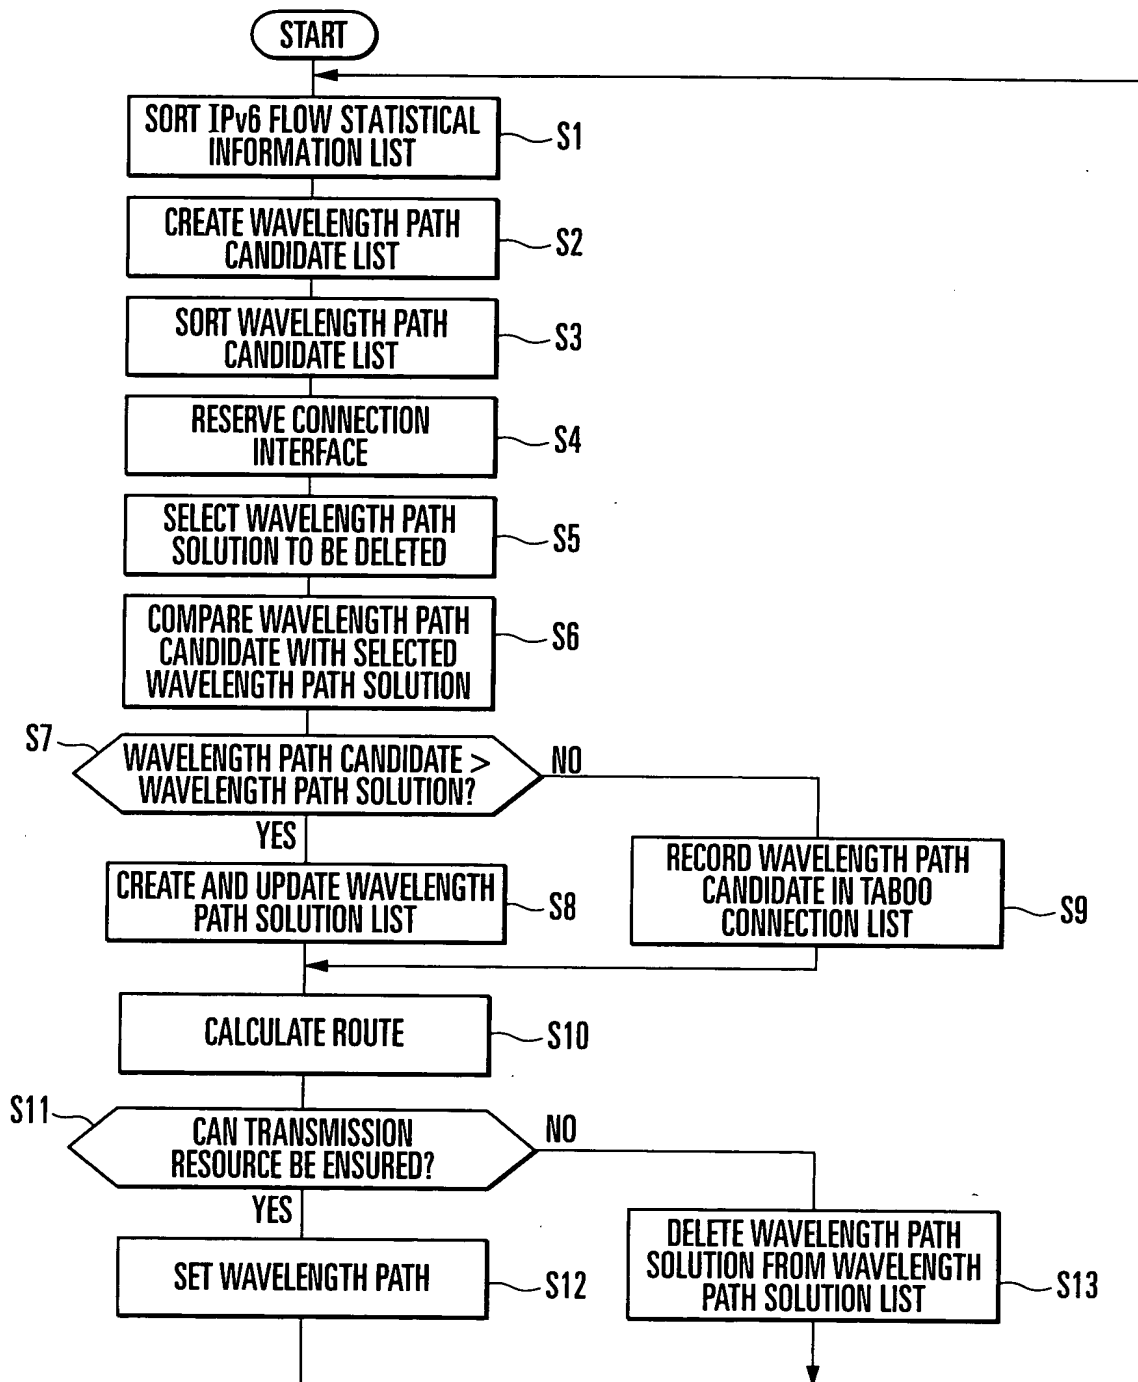 START
SORT IPv6 FLOW STATISTICAL
INFORMATION LIST
S1
CREATE WAVELENGTH PATH
CANDIDATE LIST
S2
SORT WAVELENGTH PATH
CANDIDATE LIST
S3
RESERVE CONNECTION
INTERFACE
S4
SELECT WAVELENGTH PATH
SOLUTION TO BE DELETED
S5
COMPARE WAVELENGTH PATH
CANDIDATE WITH SELECTED
WAVELENGTH PATH SOLUTION
S6
S7
WAVELENGTH PATH CANDIDATE >
WAVELENGTH PATH SOLUTION?
NO
YES
CREATE AND UPDATE WAVELENGTH
PATH SOLUTION LIST
S8
RECORD WAVELENGTH PATH
CANDIDATE IN TABOO
CONNECTION LIST
S9
CALCULATE ROUTE
S10
S11
CAN TRANSMISSION
RESOURCE BE ENSURED?
NO
YES
SET WAVELENGTH PATH
S12
DELETE WAVELENGTH PATH
SOLUTION FROM WAVELENGTH
PATH SOLUTION LIST
S13